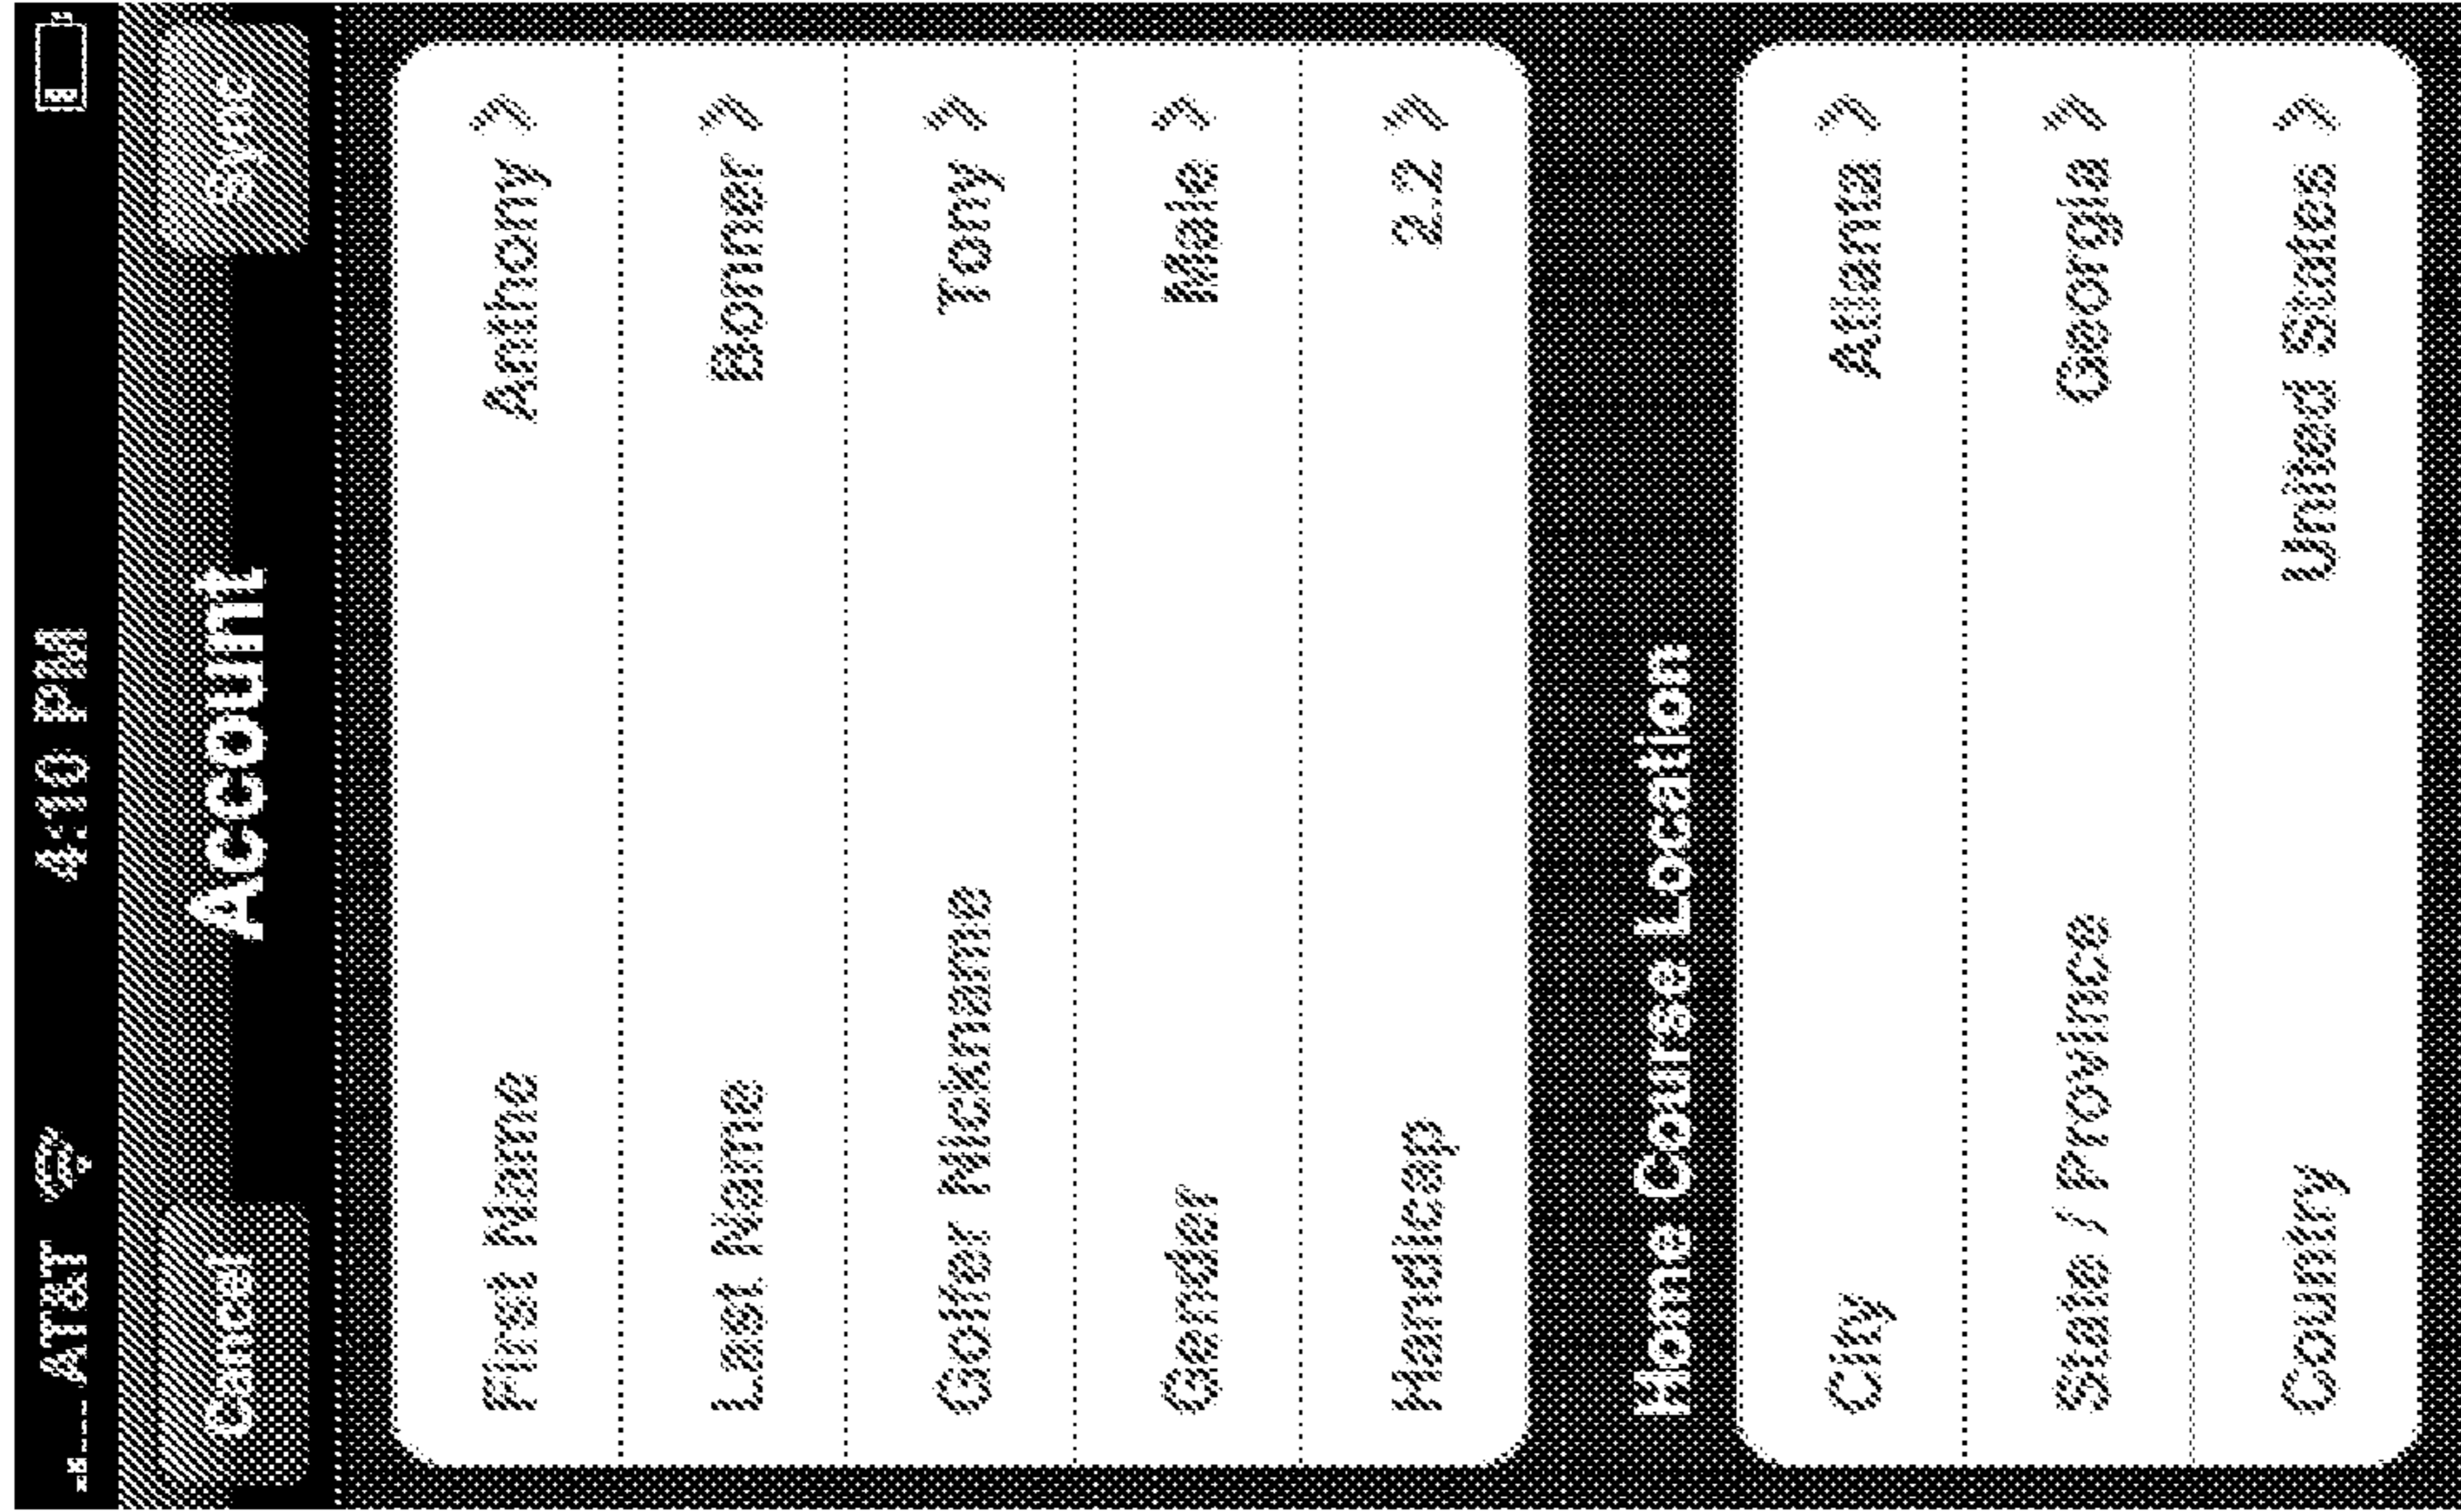 AT&T 4:10 PM
Cancel Account Sync
First Name Anthony
Last Name Bonner
Golfer Nickname Tony
Gender Male
Handicap 2.2
Home Course Location
City Atlanta
State / Province Georgia
Country United States